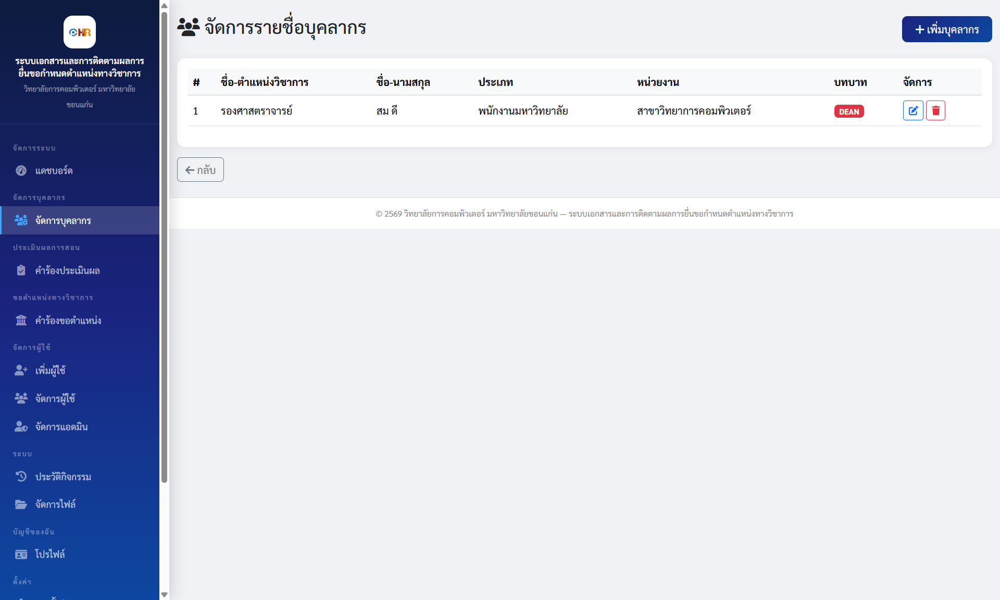 CHR
ระบบเอกสารและการติดตามผลการ
ยื่นขอกำหนดตำแหน่งทางวิชาการ
วิทยาลัยการคอมพิวเตอร์ มหาวิทยาลัย
ขอนแก่น
จัดการระบบ
แดชบอร์ด
จัดการบุคลากร
จัดการบุคลากร
ประเมินผลการสอน
คำร้องประเมินผล
ขอตำแหน่งทางวิชาการ
คำร้องขอตำแหน่ง
จัดการผู้ใช้
เพิ่มผู้ใช้
จัดการผู้ใช้
จัดการแอดมิน
ระบบ
ประวัติกิจกรรม
จัดการไฟล์
บัญชีของฉัน
โปรไฟล์
ตั้งค่า
จัดการรายชื่อบุคลากร
เพิ่มบุคลากร
# ชื่อ-ตำแหน่งวิชาการ ชื่อ-นามสกุล ประเภท หน่วยงาน บทบาท จัดการ
1 รองศาสตราจารย์ สม ดี พนักงานมหาวิทยาลัย สาขาวิทยาการคอมพิวเตอร์ DEAN
กลับ
© 2569 วิทยาลัยการคอมพิวเตอร์ มหาวิทยาลัยขอนแก่น — ระบบเอกสารและการติดตามผลการยื่นขอกำหนดตำแหน่งทางวิชาการ